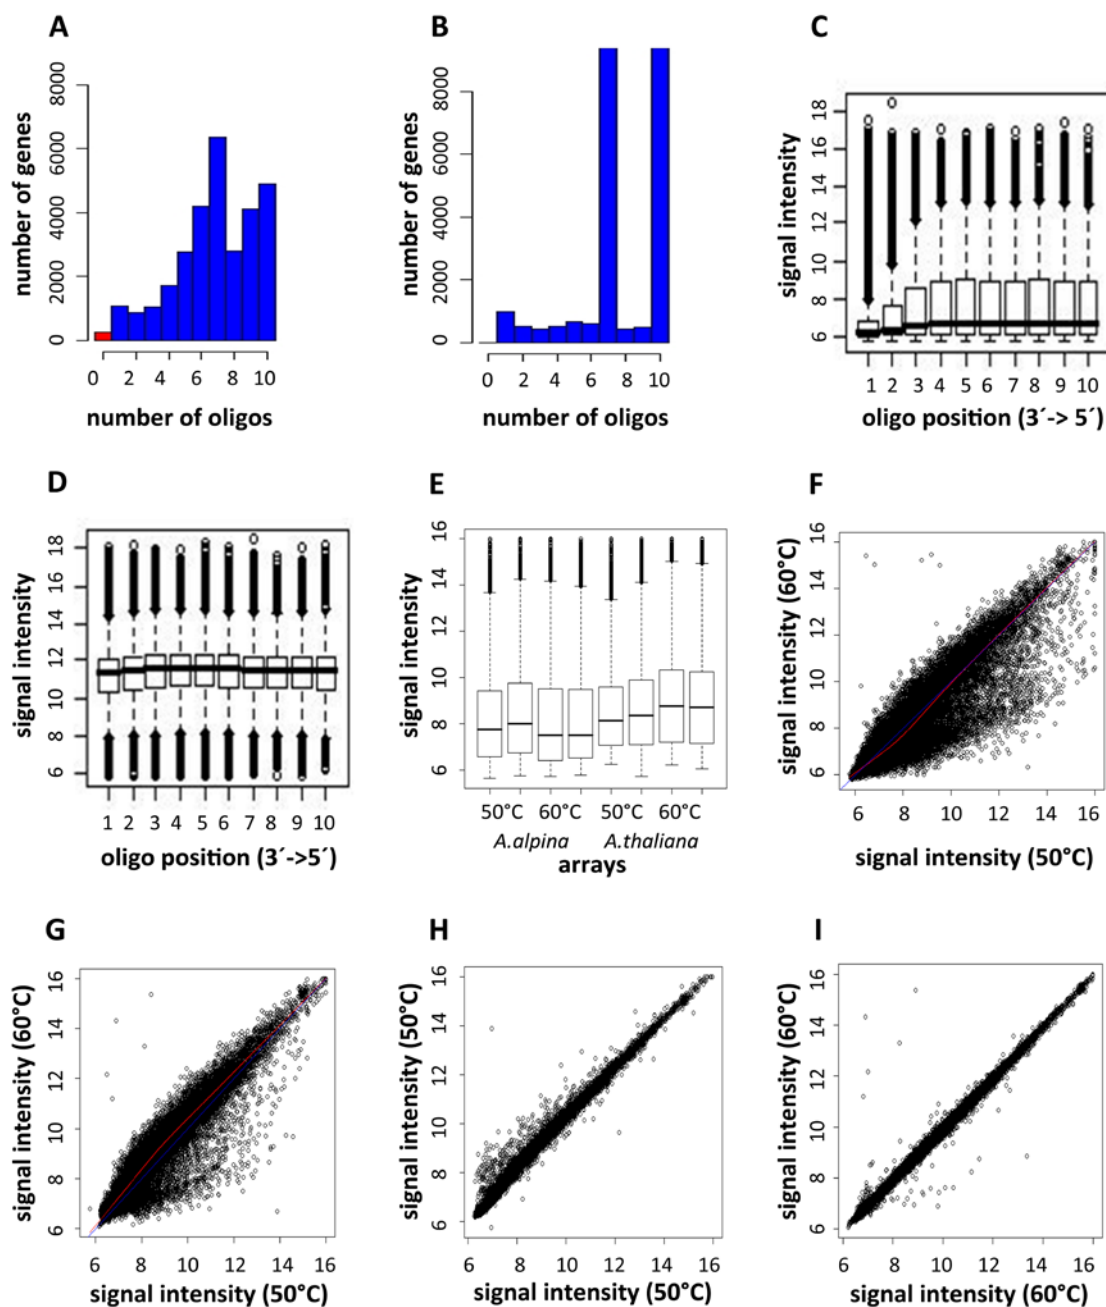 A
B
C
number of genes
0 2000 4000 6000 8000
0 2 4 6 8 10
number of oligos
number of genes
0 2000 4000 6000 8000
0 2 4 6 8 10
number of oligos
signal intensity
6 8 10 12 14 16 18
1 2 3 4 5 6 7 8 9 10
oligo position (3´-> 5´)
D
E
F
signal intensity
6 8 10 12 14 16 18
1 2 3 4 5 6 7 8 9 10
oligo position (3´->5´)
signal intensity
6 8 10 12 14 16
50°C 60°C 50°C 60°C
A.alpina A.thaliana
arrays
signal intensity (60°C)
6 8 10 12 14 16
6 8 10 12 14 16
signal intensity (50°C)
G
H
I
signal intensity (60°C)
6 8 10 12 14 16
6 8 10 12 14 16
signal intensity (50°C)
signal intensity (50°C)
6 8 10 12 14 16
6 8 10 12 14 16
signal intensity (50°C)
signal intensity (60°C)
6 8 10 12 14 16
6 8 10 12 14 16
signal intensity (60°C)